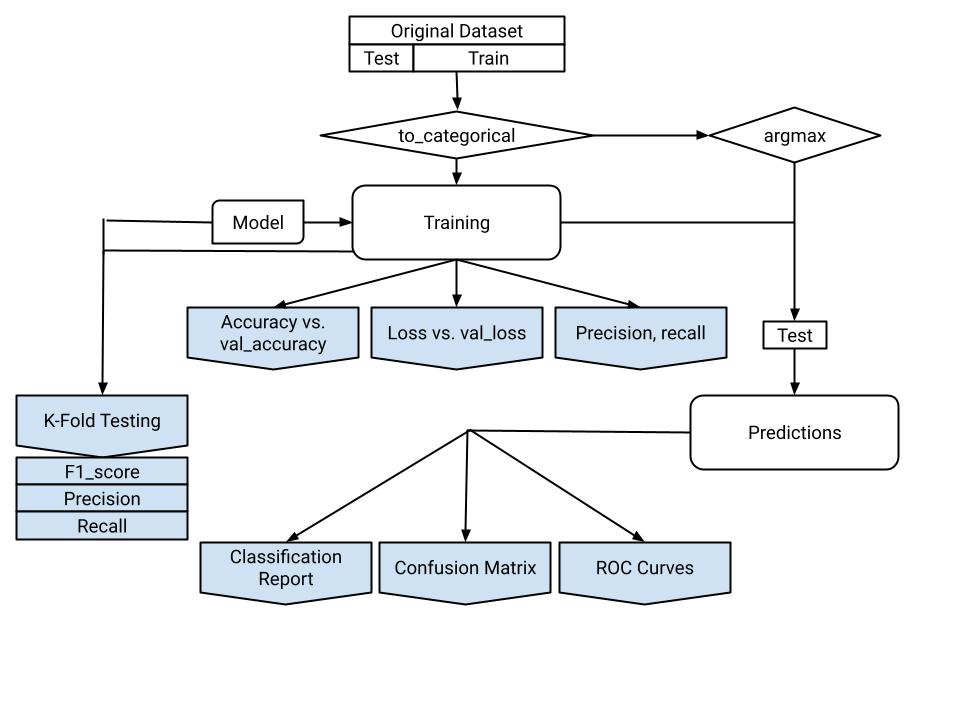 Original Dataset
Test
Train
to_categorical
argmax
Model
Training
Accuracy vs.
val_accuracy
Loss vs. val_loss
Precision, recall
Test
K-Fold Testing
Predictions
F1_score
Precision
Recall
Classification
Report
Confusion Matrix
ROC Curves